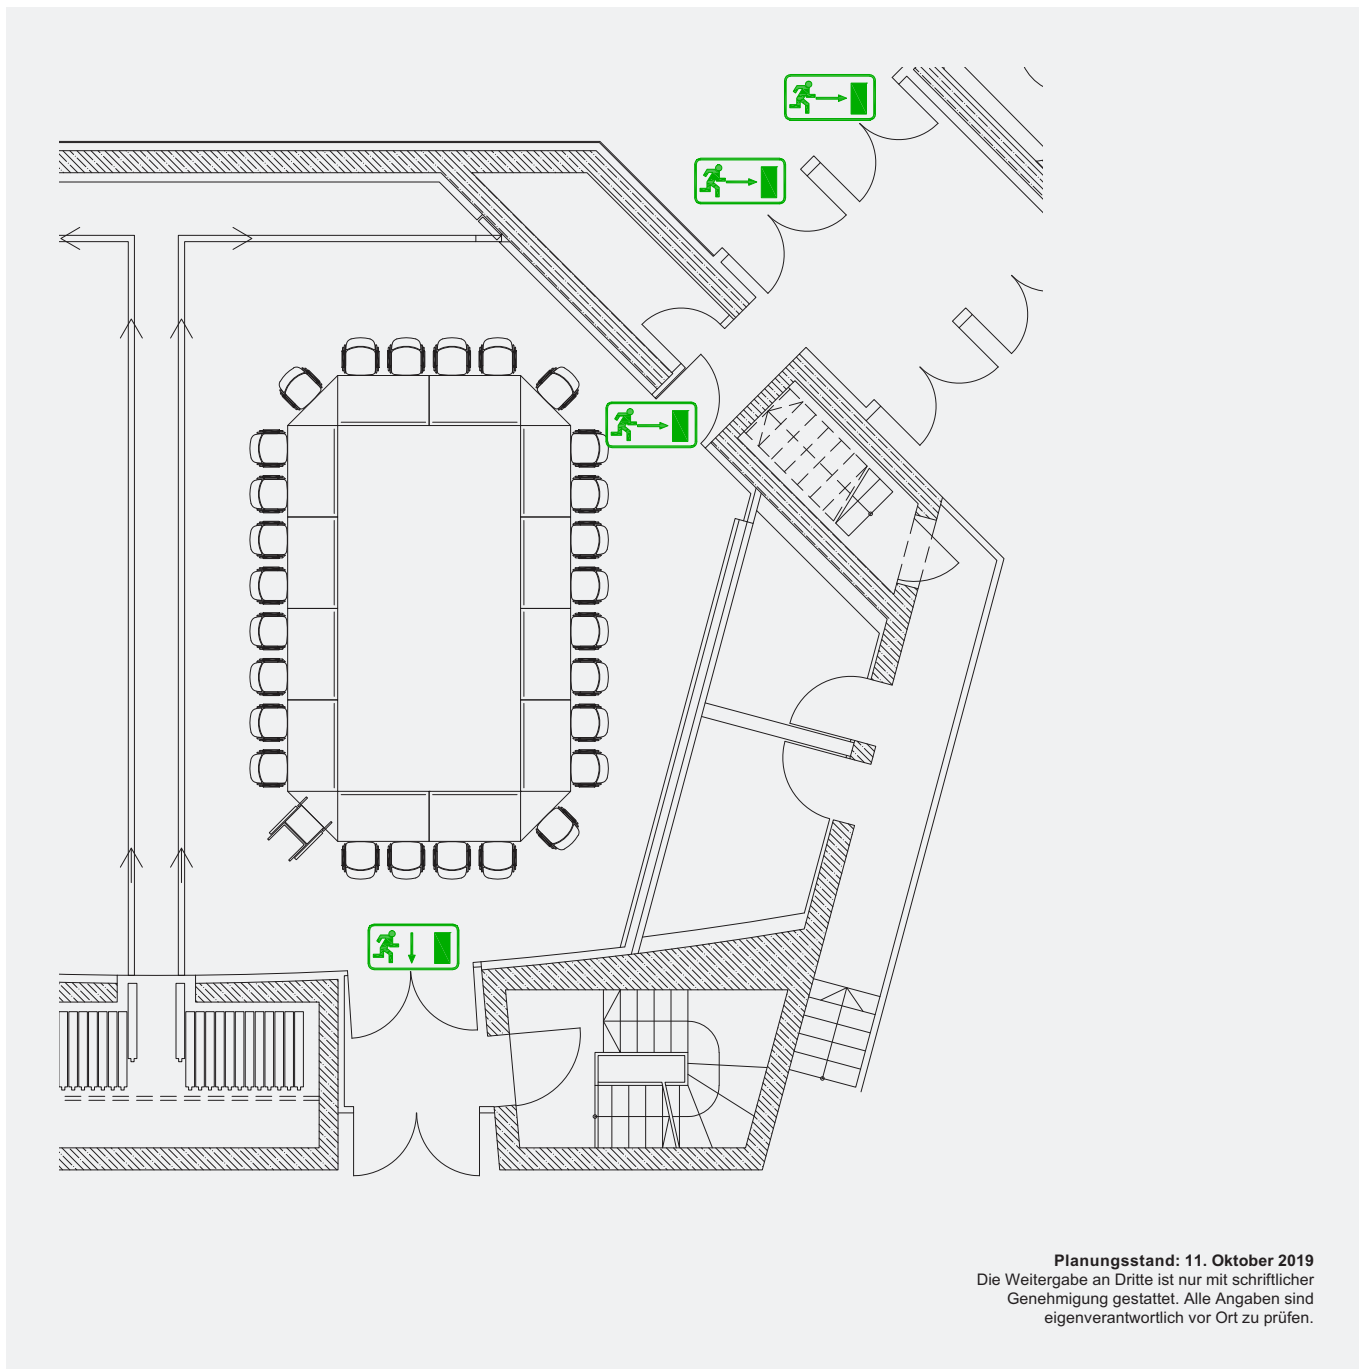 Planungsstand: 11. Oktober 2019
Die Weitergabe an Dritte ist nur mit schriftlicher
Genehmigung gestattet. Alle Angaben sind
eigenverantwortlich vor Ort zu prüfen.